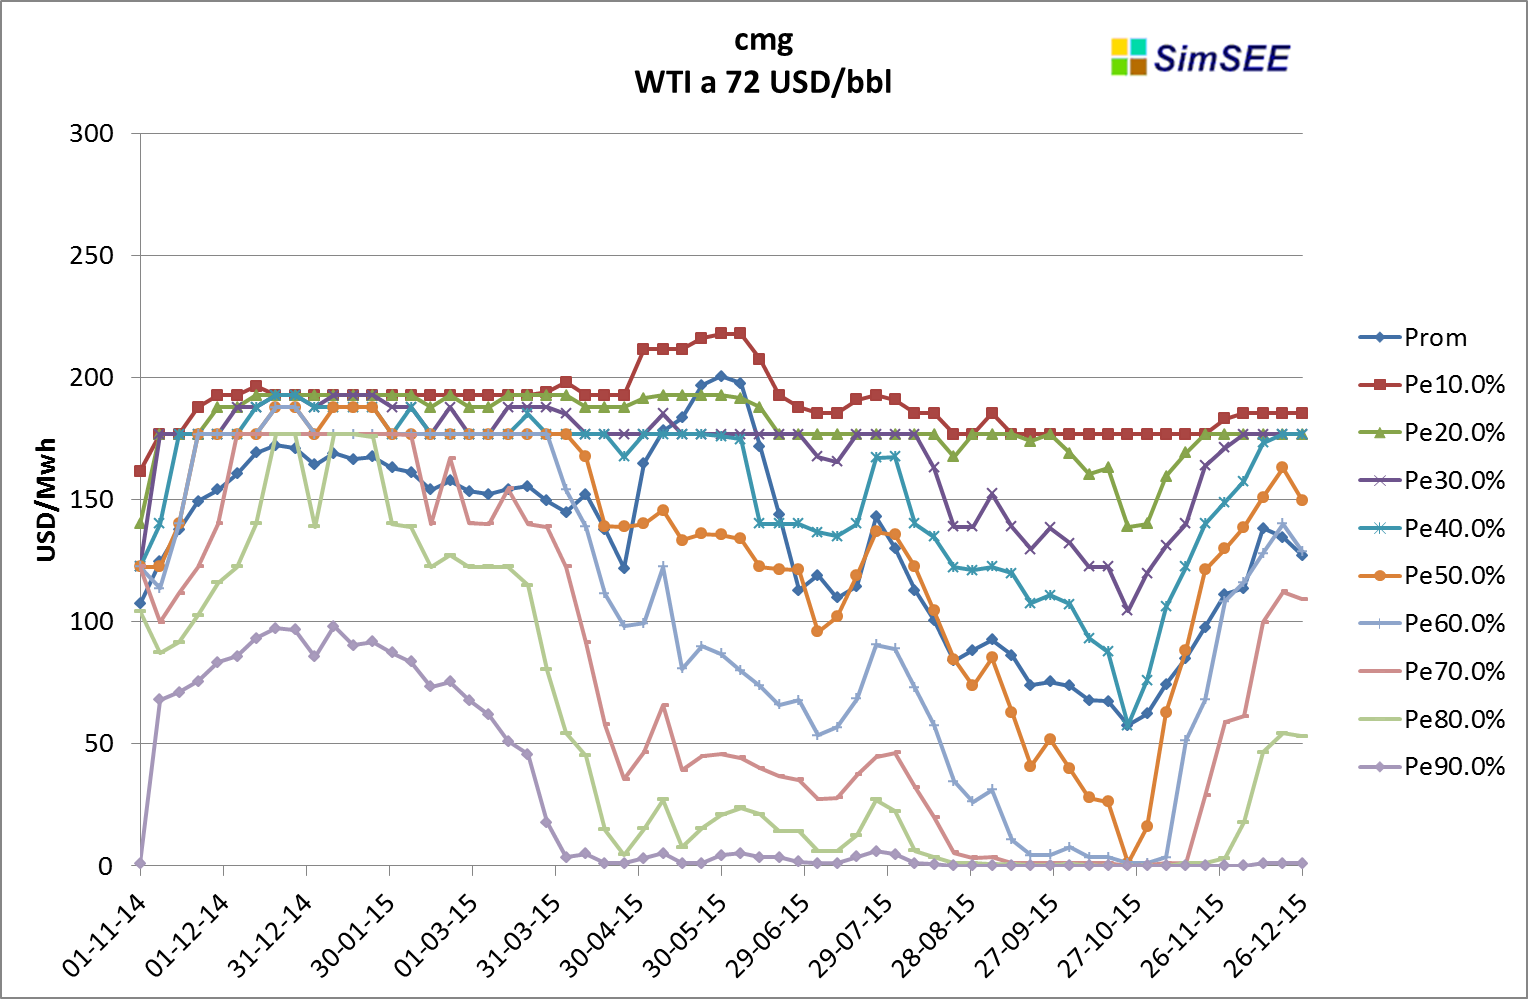 cmg
WTI a 72 USD/bbl
SimSEE
USD/Mwh
300
250
200
150
100
50
0
01-11-14
01-12-14
31-12-14
30-01-15
01-03-15
31-03-15
30-04-15
30-05-15
29-06-15
29-07-15
28-08-15
27-09-15
27-10-15
26-11-15
26-12-15
Prom
Pe10.0%
Pe20.0%
Pe30.0%
Pe40.0%
Pe50.0%
Pe60.0%
Pe70.0%
Pe80.0%
Pe90.0%